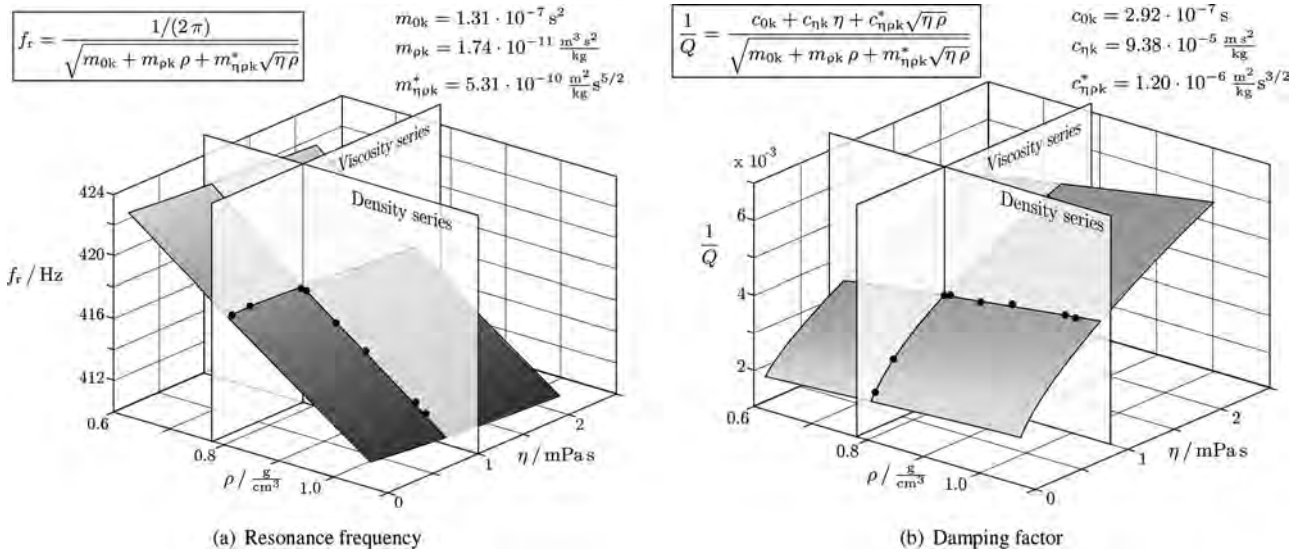 f_r = 1/(2 π) / √(m_0k + m_ρk ρ + m*_ηρk √(η ρ))
m_0k = 1.31 · 10^−7 s^2
m_ρk = 1.74 · 10^−11 m^3 s^2 / kg
m*_ηρk = 5.31 · 10^−10 m^2/kg s^5/2
Viscosity series
Density series
424
420
f_r / Hz
416
412
0.6
0.8
ρ / g/cm^3
1.0
0
1
η / mPa s
2
(a) Resonance frequency
1/Q = (c_0k + c_ηk η + c*_ηρk √(η ρ)) / √(m_0k + m_ρk ρ + m*_ηρk √(η ρ))
c_0k = 2.92 · 10^−7 s
c_ηk = 9.38 · 10^−5 m s^2 / kg
c*_ηρk = 1.20 · 10^−6 m^2/kg s^3/2
Viscosity series
Density series
x 10^−3
6
1/Q
4
2
0.6
0.8
ρ / g/cm^3
1.0
0
1
η / mPa s
2
(b) Damping factor